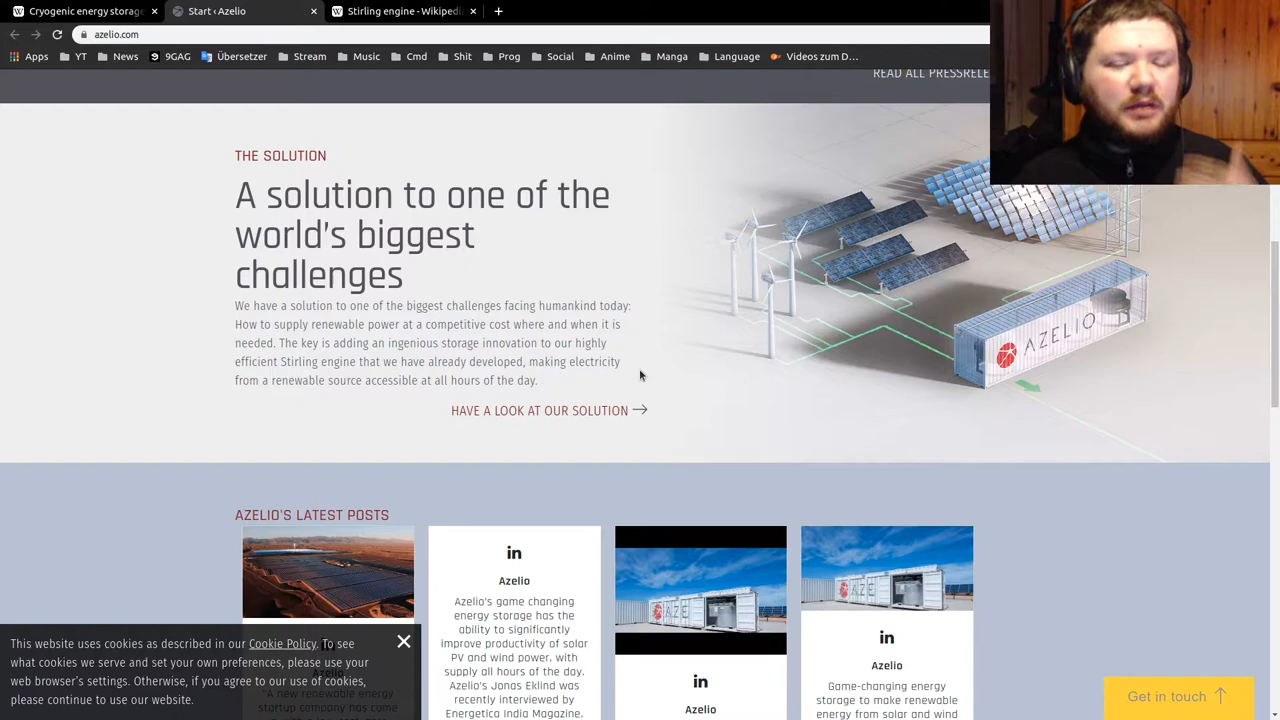 Cryogenic energy storage
Start ‹ Azelio
Stirling engine - Wikipedi
azelio.com
Apps
YT
News
9GAG
Übersetzer
Stream
Music
Cmd
Shit
Prog
Social
Anime
Manga
Language
Videos zum D...
READ ALL PRESSRELE
THE SOLUTION
A solution to one of the
world's biggest
challenges
We have a solution to one of the biggest challenges facing humankind today:
How to supply renewable power at a competitive cost where and when it is
needed. The key is adding an ingenious storage innovation to our highly
efficient Stirling engine that we have already developed, making electricity
from a renewable source accessible at all hours of the day.
HAVE A LOOK AT OUR SOLUTION
AZELIO
AZELIO'S LATEST POSTS
in
Azelio
Azelio's game changing
energy storage has the
ability to significantly
improve productivity of solar
PV and wind power, with
supply all hours of the day.
Azelio's Jonas Eklind was
recently interviewed by
Energetica India Magazine.
in
Azelio
in
Azelio
Game-changing energy
storage to make renewable
energy from solar and wind
"A new renewable energy
startup company has come
This website uses cookies as described in our Cookie Policy. To see
what cookies we serve and set your own preferences, please use your
web browser's settings. Otherwise, if you agree to our use of cookies,
please continue to use our website.
Get in touch